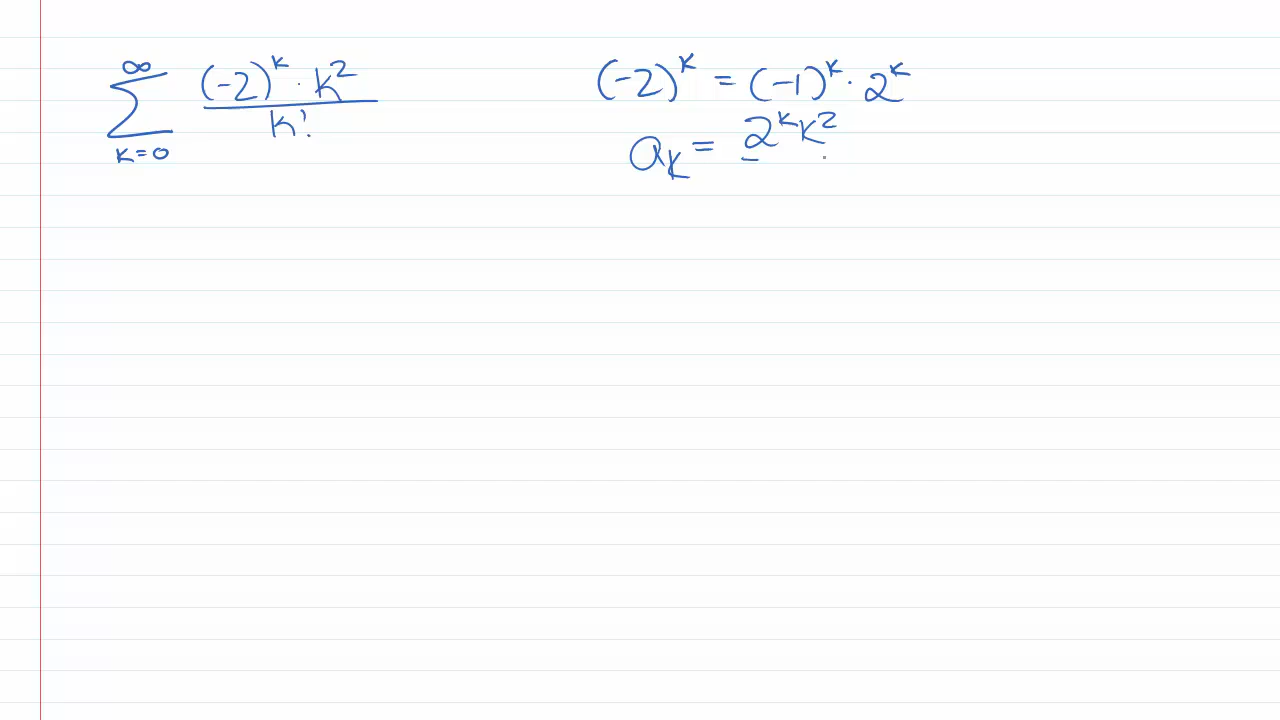 ∞
∑ (-2)^k · k^2 / k!
k=0
(-2)^k = (-1)^k · 2^k
a_k = 2^k k^2